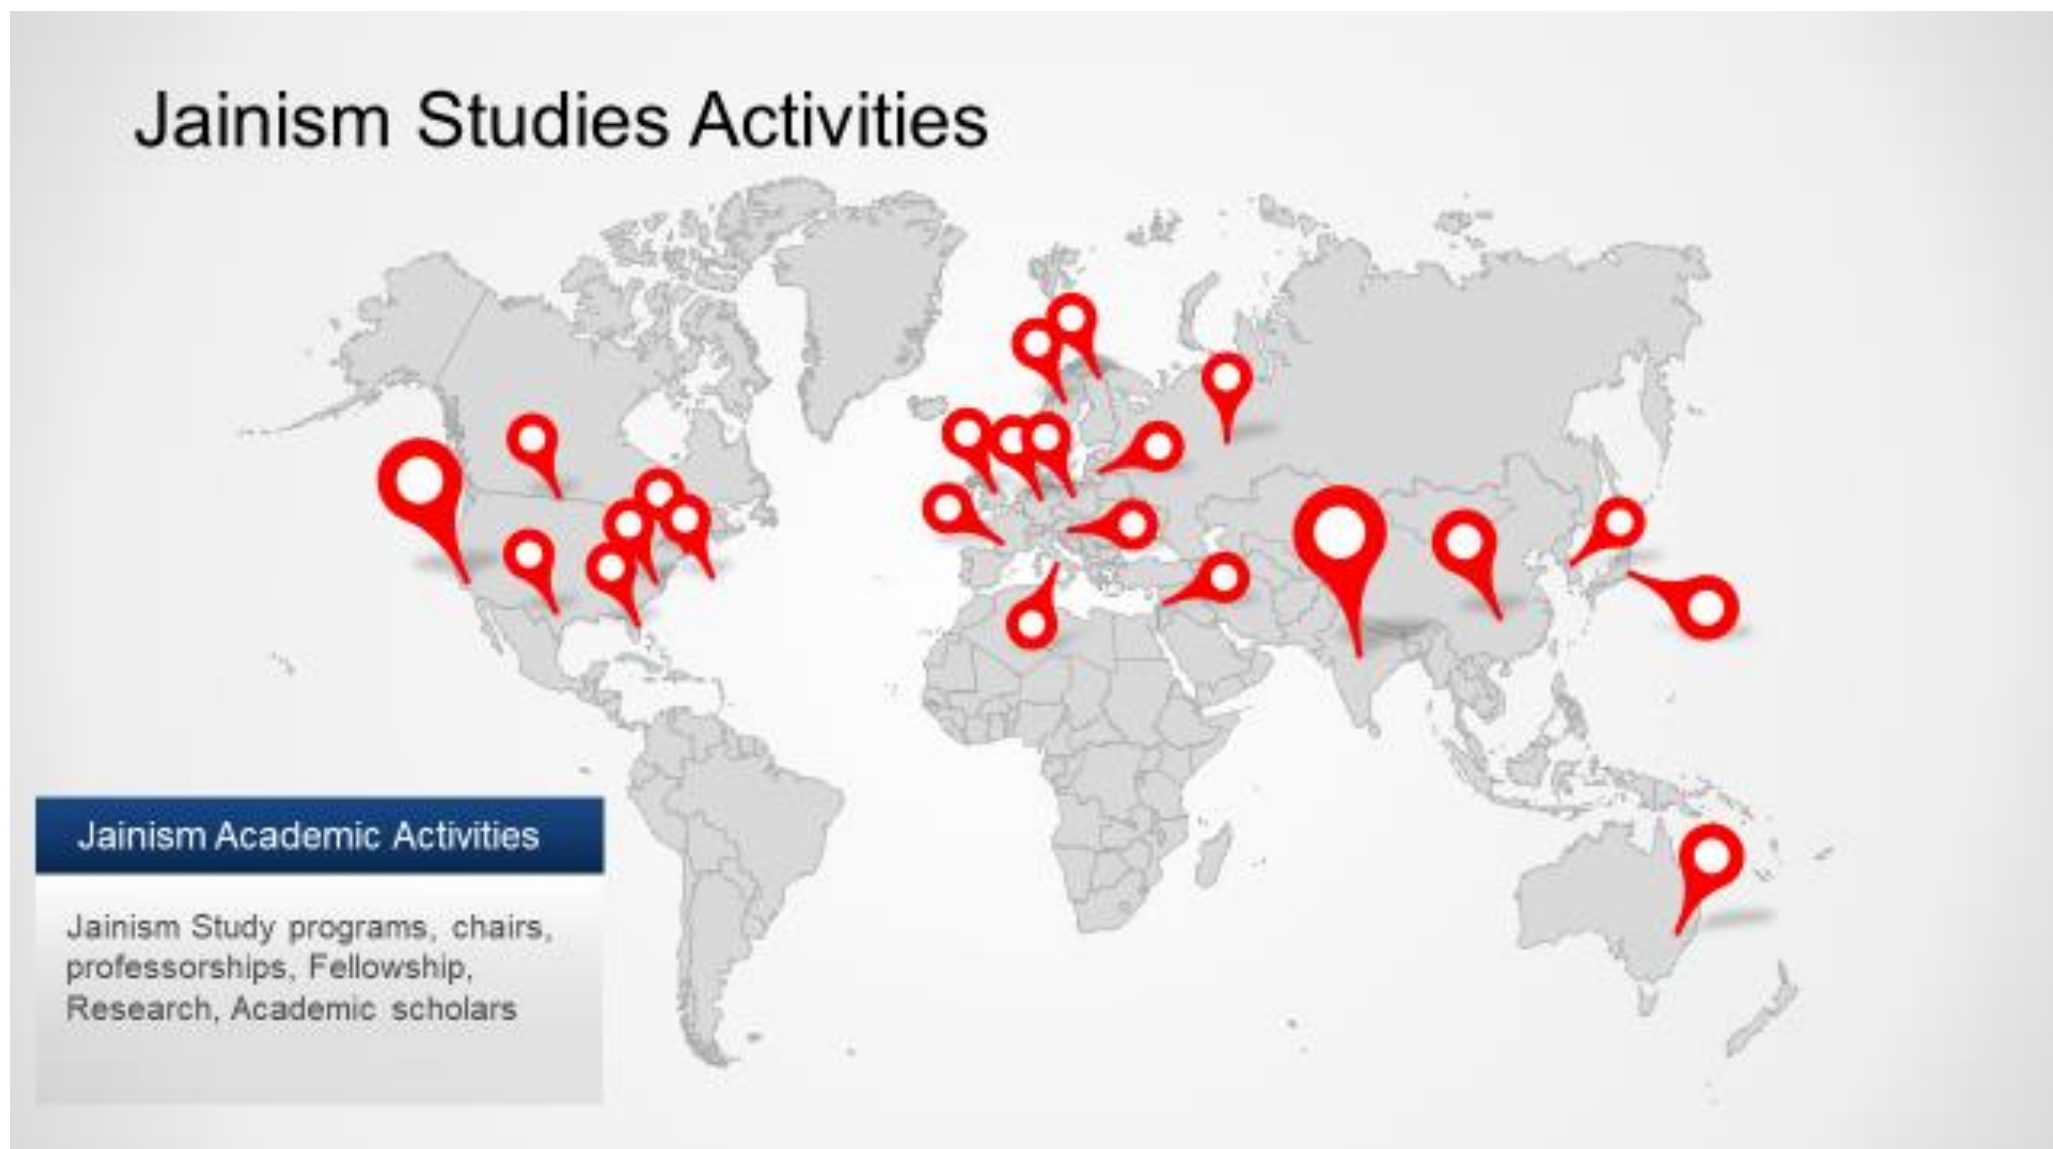 Jainism Studies Activities
Jainism Academic Activities
Jainism Study programs, chairs,
professorships, Fellowship,
Research, Academic scholars